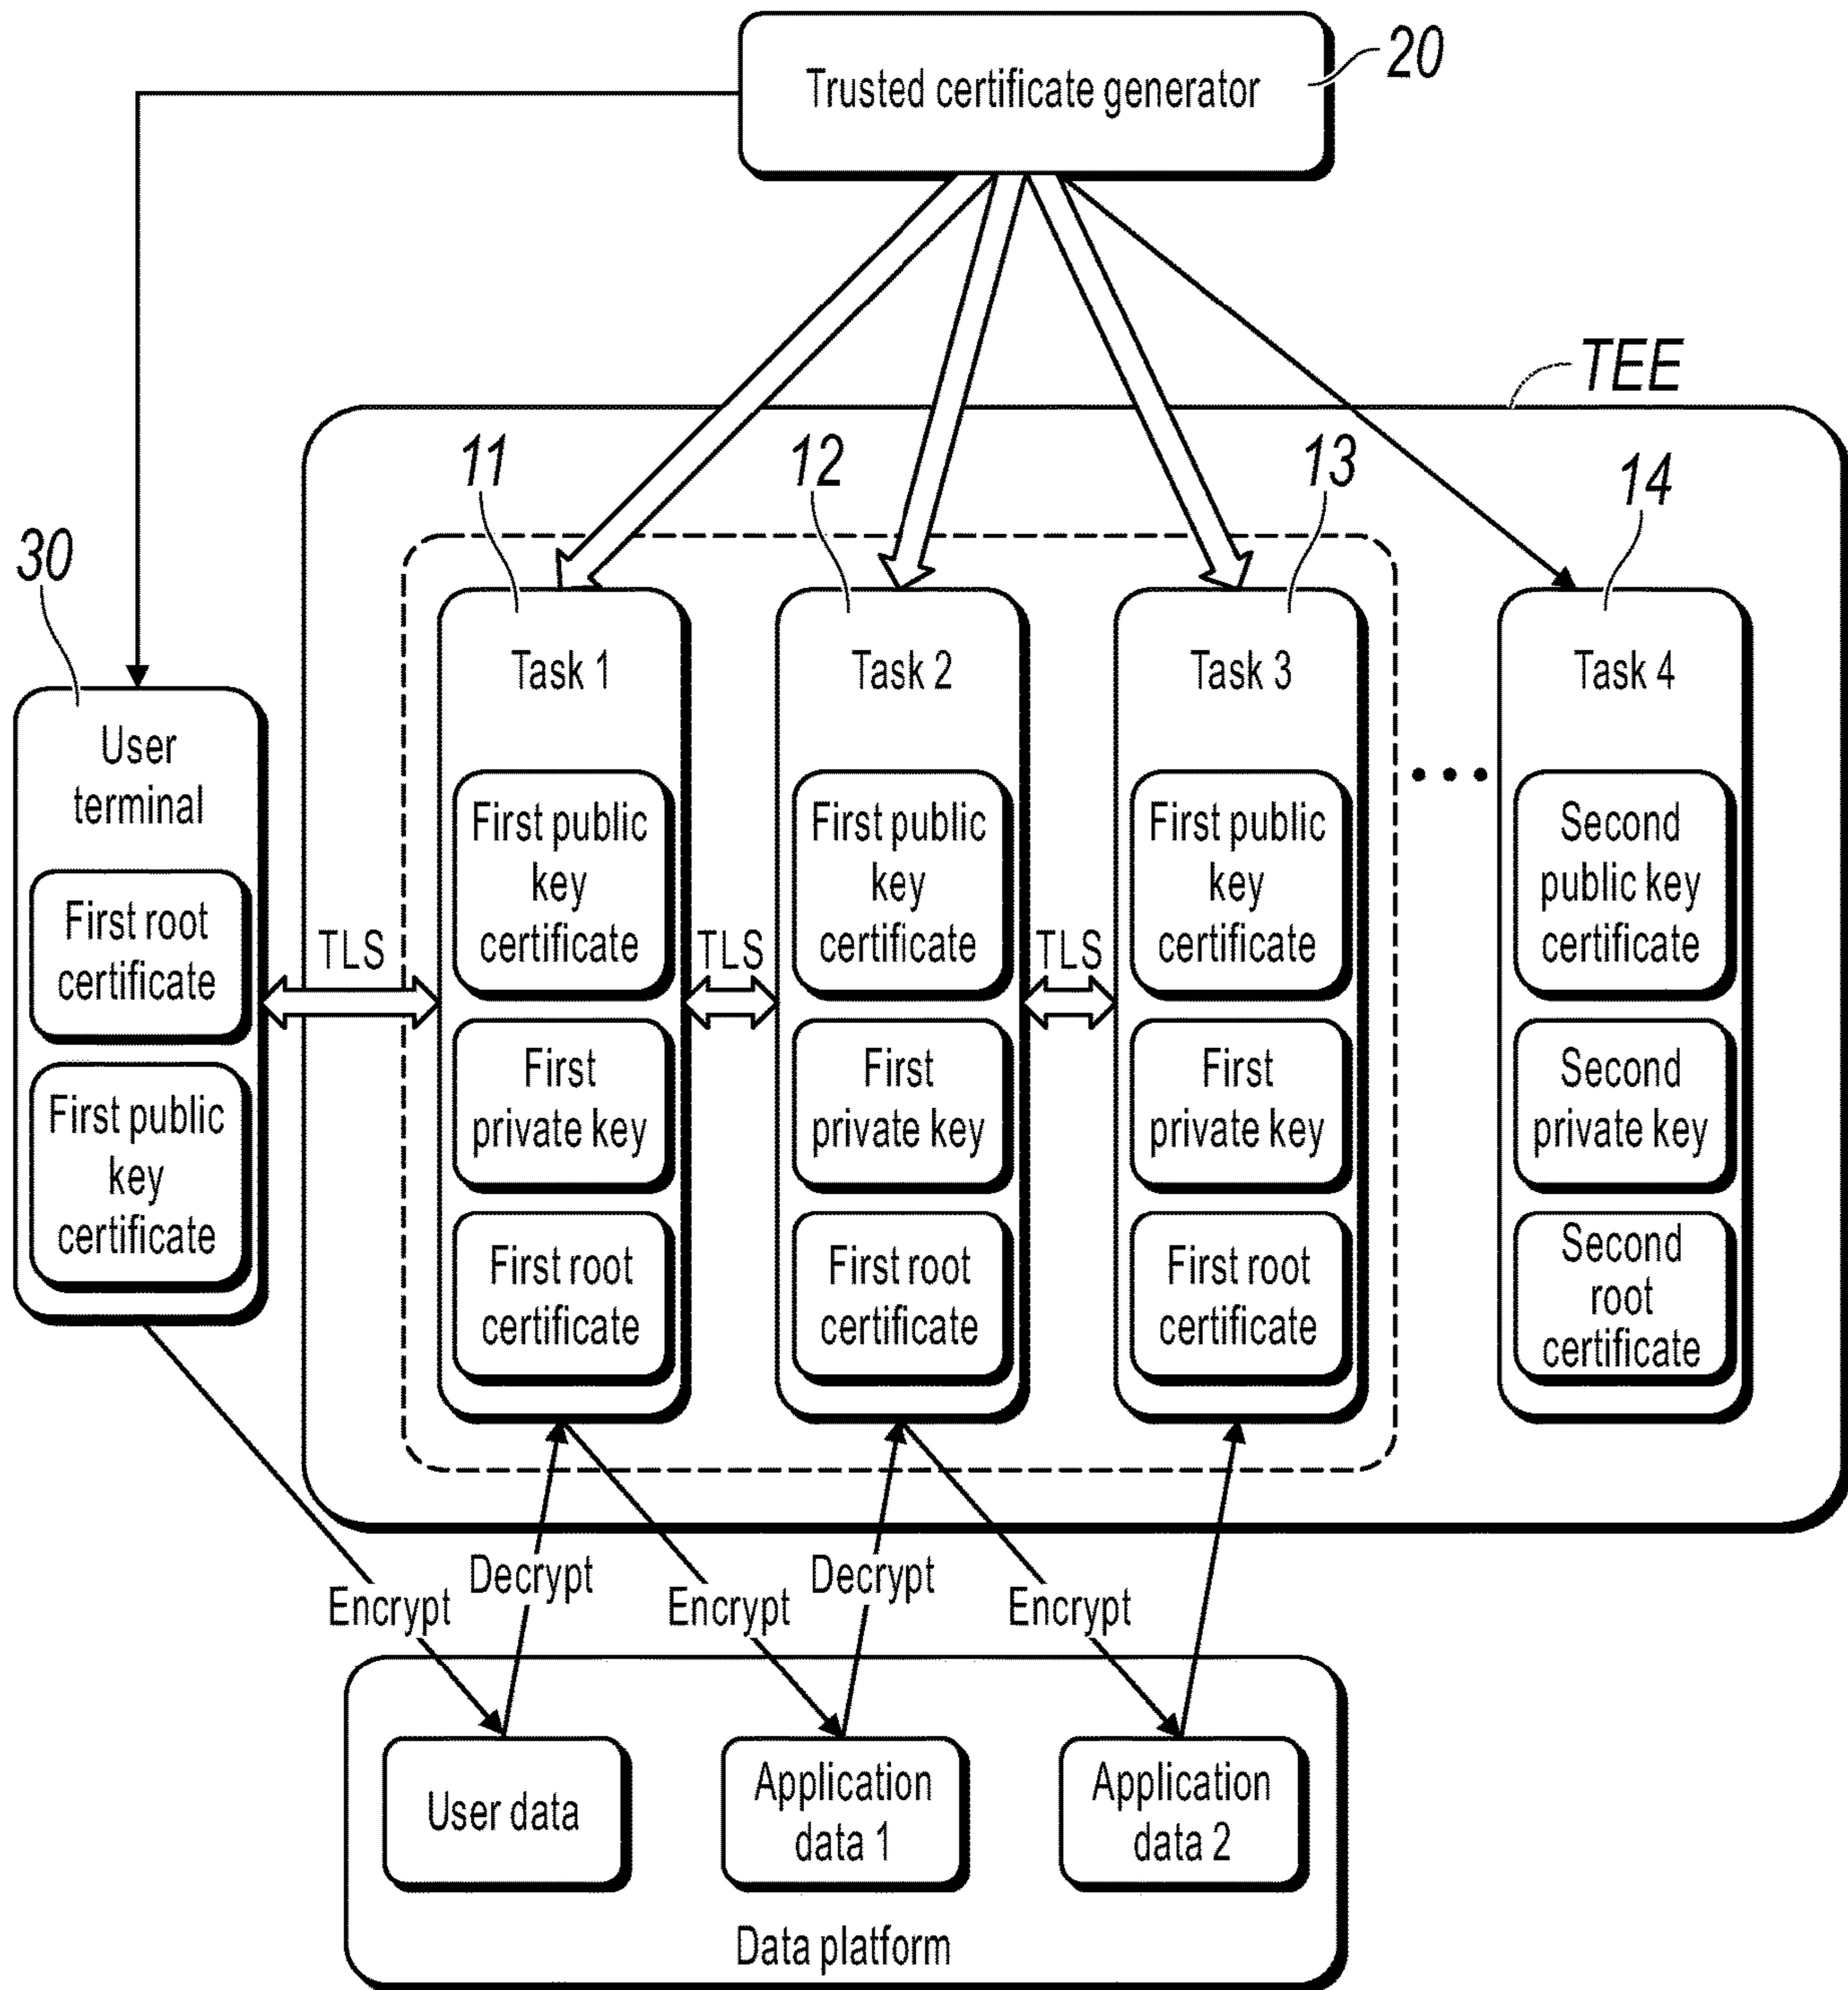 20
Trusted certificate generator
TEE
11
12
13
14
30
Task 1
Task 2
Task 3
Task 4
User
terminal
First root
certificate
First public
key
certificate
TLS
First public
key
certificate
First
private key
First root
certificate
TLS
First public
key
certificate
First
private key
First root
certificate
TLS
First public
key
certificate
First
private key
First root
certificate
Second
public key
certificate
Second
private key
Second
root
certificate
Encrypt
Decrypt
Encrypt
Decrypt
Encrypt
User data
Application
data 1
Application
data 2
Data platform